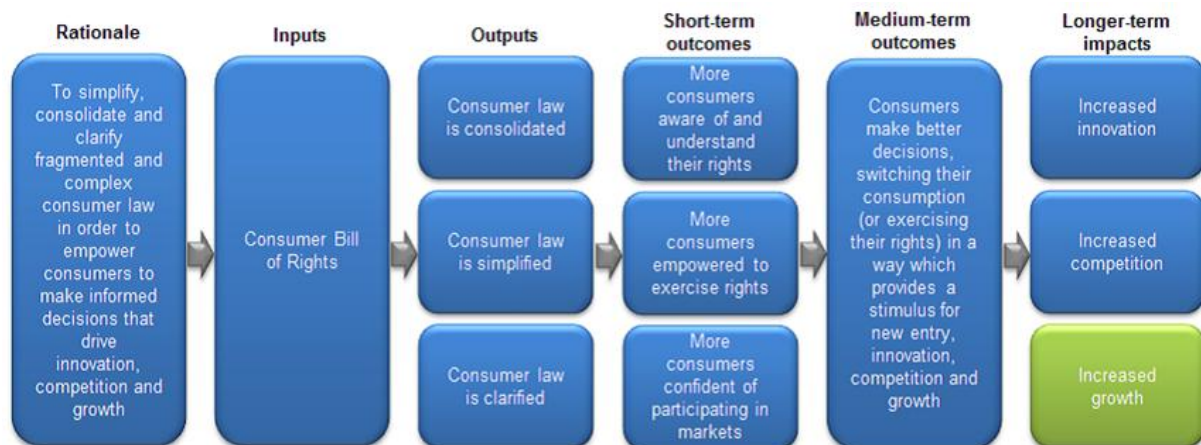 Rationale
To simplify,
consolidate and
clarify
fragmented and
complex
consumer law
in order to
empower
consumers to
make informed
decisions that
drive
innovation,
competition and
growth
Inputs
Consumer Bill
of Rights
Outputs
Consumer law
is consolidated
Consumer law
is simplified
Consumer law
is clarified
Short-term
outcomes
More
consumers
aware of and
understand
their rights
More
consumers
empowered to
exercise rights
More
consumers
confident of
participating in
markets
Medium-term
outcomes
Consumers
make better
decisions,
switching their
consumption
(or exercising
their rights) in a
way which
provides a
stimulus for
new entry,
innovation,
competition and
growth
Longer-term
impacts
Increased
innovation
Increased
competition
Increased
growth